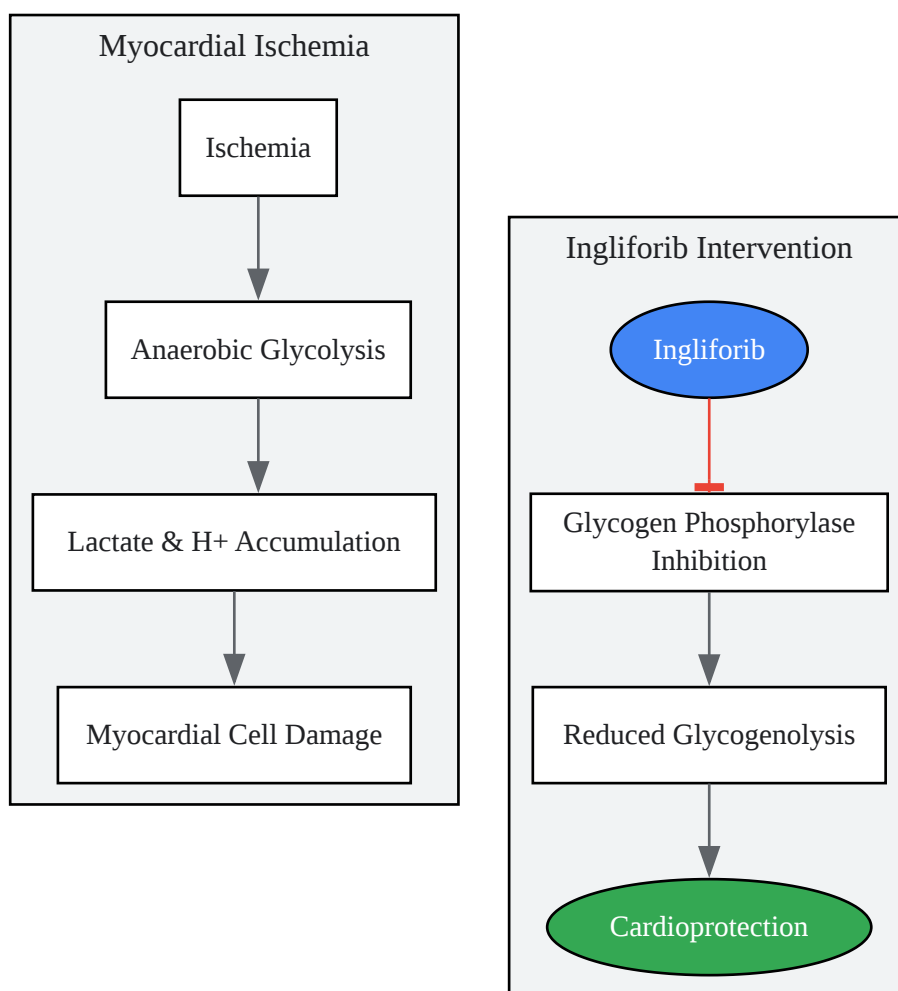 Myocardial Ischemia
Ischemia
Anaerobic Glycolysis
Lactate & H+ Accumulation
Myocardial Cell Damage
Ingliforib Intervention
Ingliforib
Glycogen Phosphorylase
Inhibition
Reduced Glycogenolysis
Cardioprotection